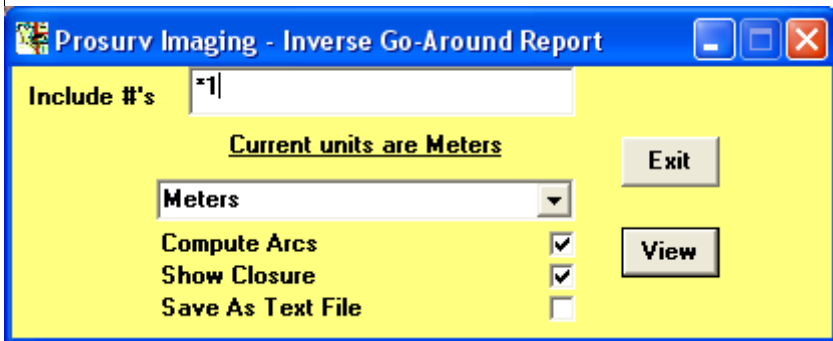 Prosurv Imaging - Inverse Go-Around Report
Include #'s
*1
Current units are Meters
Exit
Meters
Compute Arcs
View
Show Closure
Save As Text File